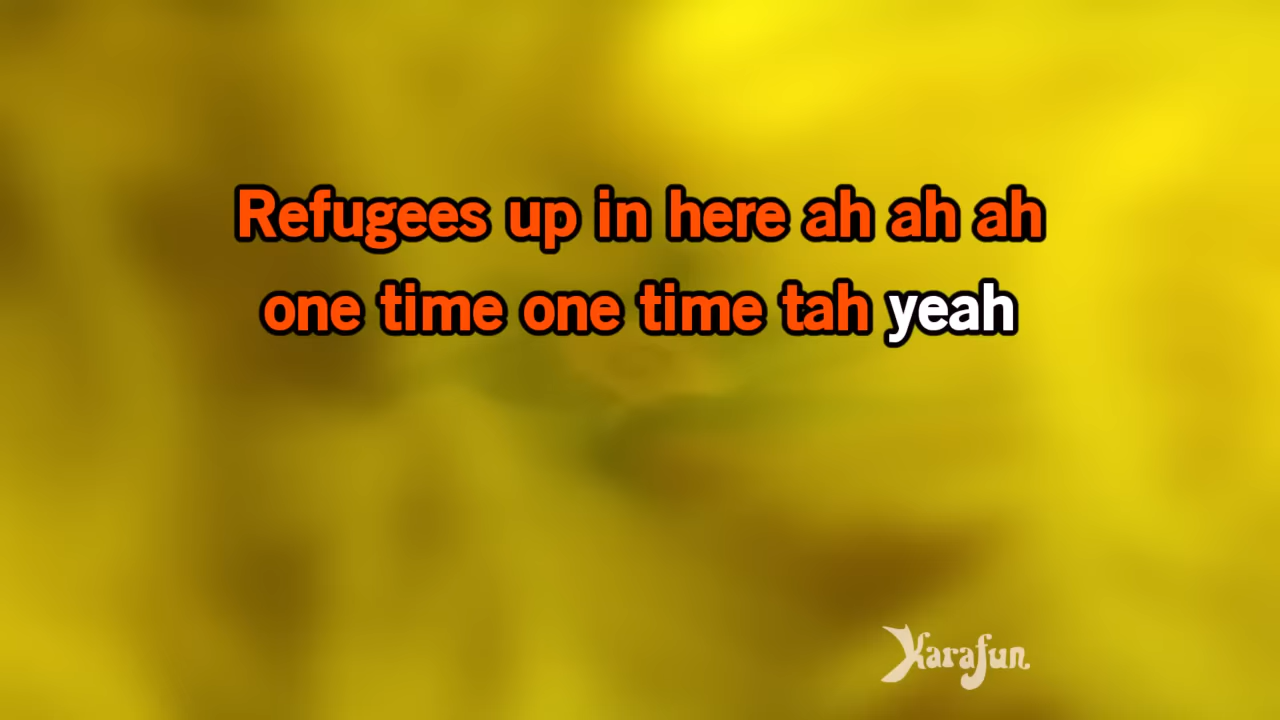 Refugees up in here ah ah ah
one time one time tah yeah
Karafun